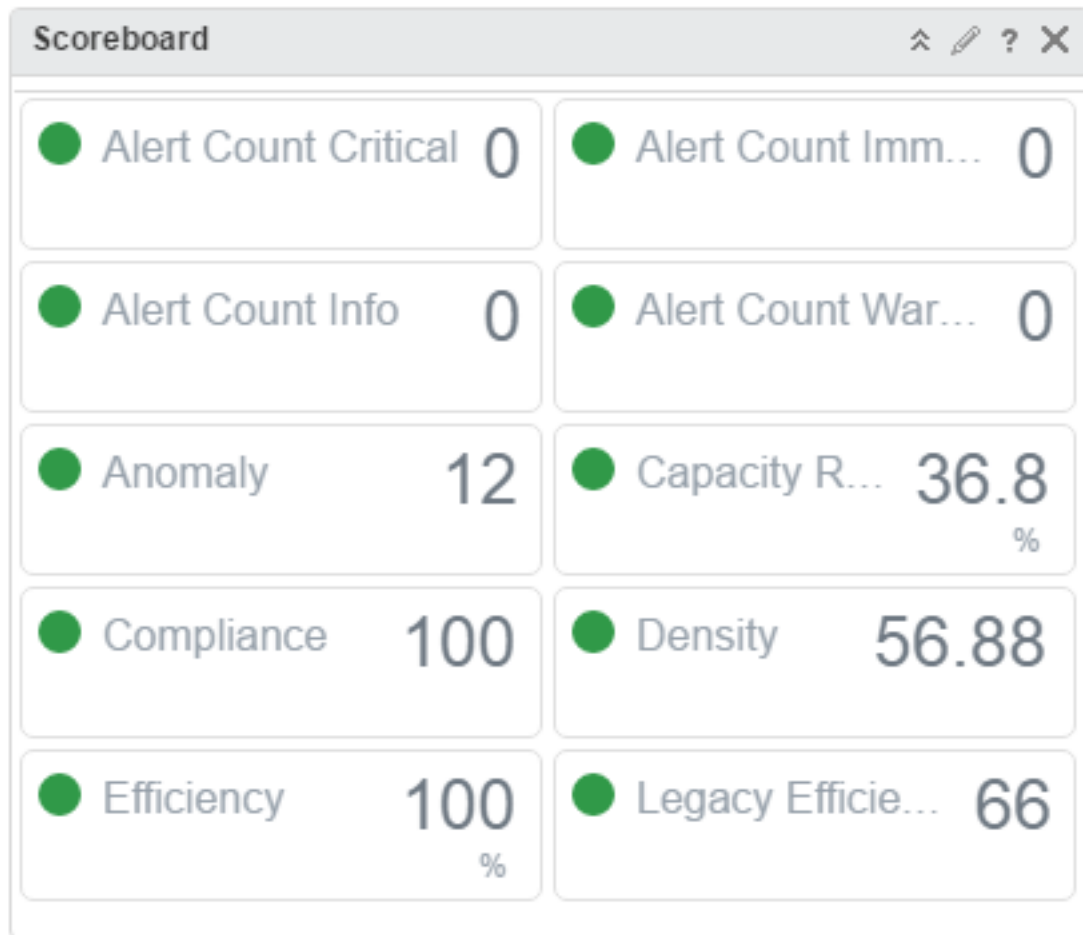 Scoreboard ?
Alert Count Critical 0
Alert Count Imm... 0
Alert Count Info 0
Alert Count War... 0
Anomaly 12
Capacity R... 36.8
%
Compliance 100
Density 56.88
Efficiency 100
%
Legacy Efficie... 66